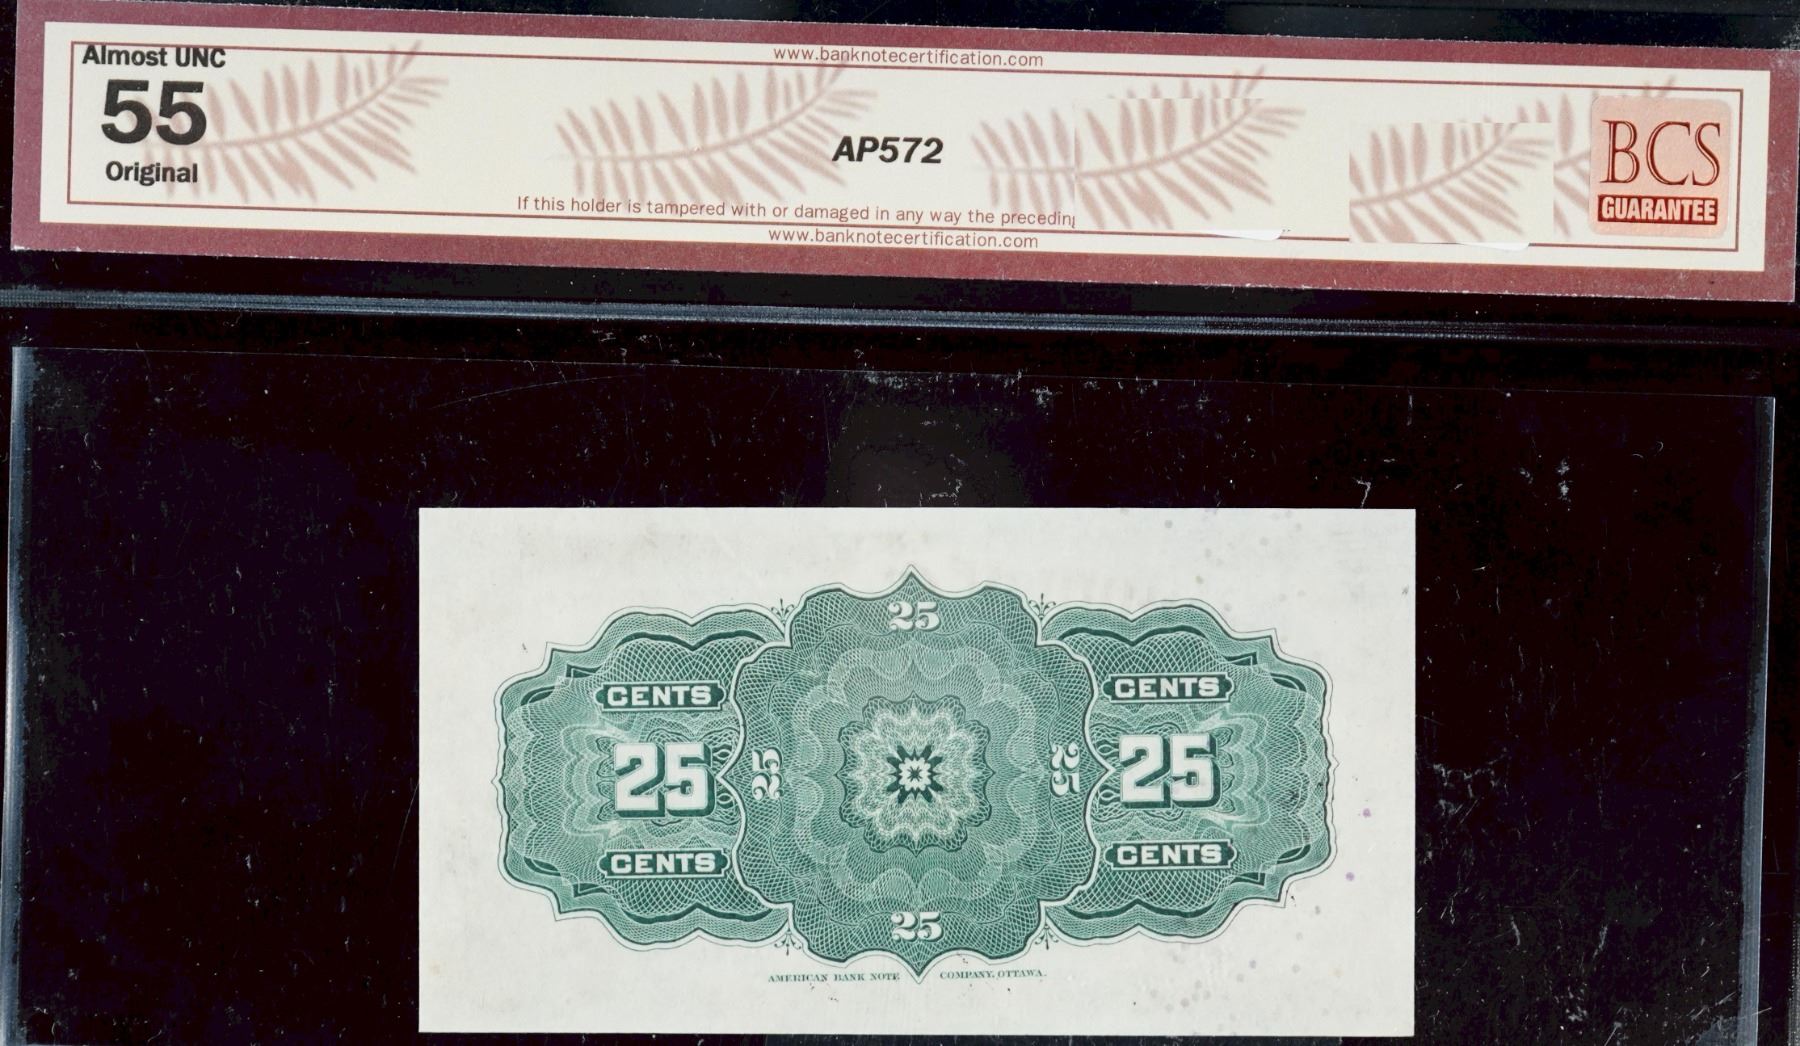 Almost UNC
55
Original
www.banknotecertification.com
AP572
If this holder is tampered with or damaged in any way the preceding
www.banknotecertification.com
BCS
GUARANTEE
25
CENTS
CENTS
25
25
25
25
CENTS
CENTS
25
AMERICAN BANK NOTE COMPANY, OTTAWA.